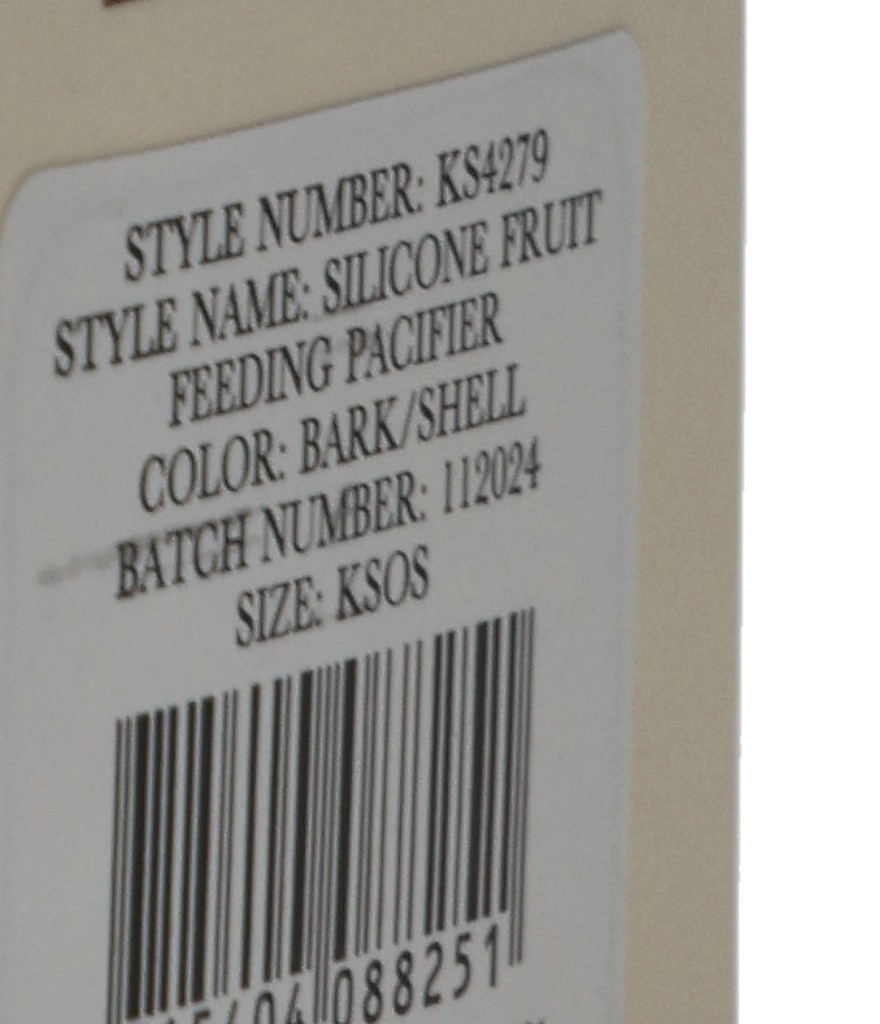 STYLE NUMBER: KS4279
STYLE NAME: SILICONE FRUIT
FEEDING PACIFIER
COLOR: BARK/SHELL
BATCH NUMBER: 112024
SIZE: KSOS
088251